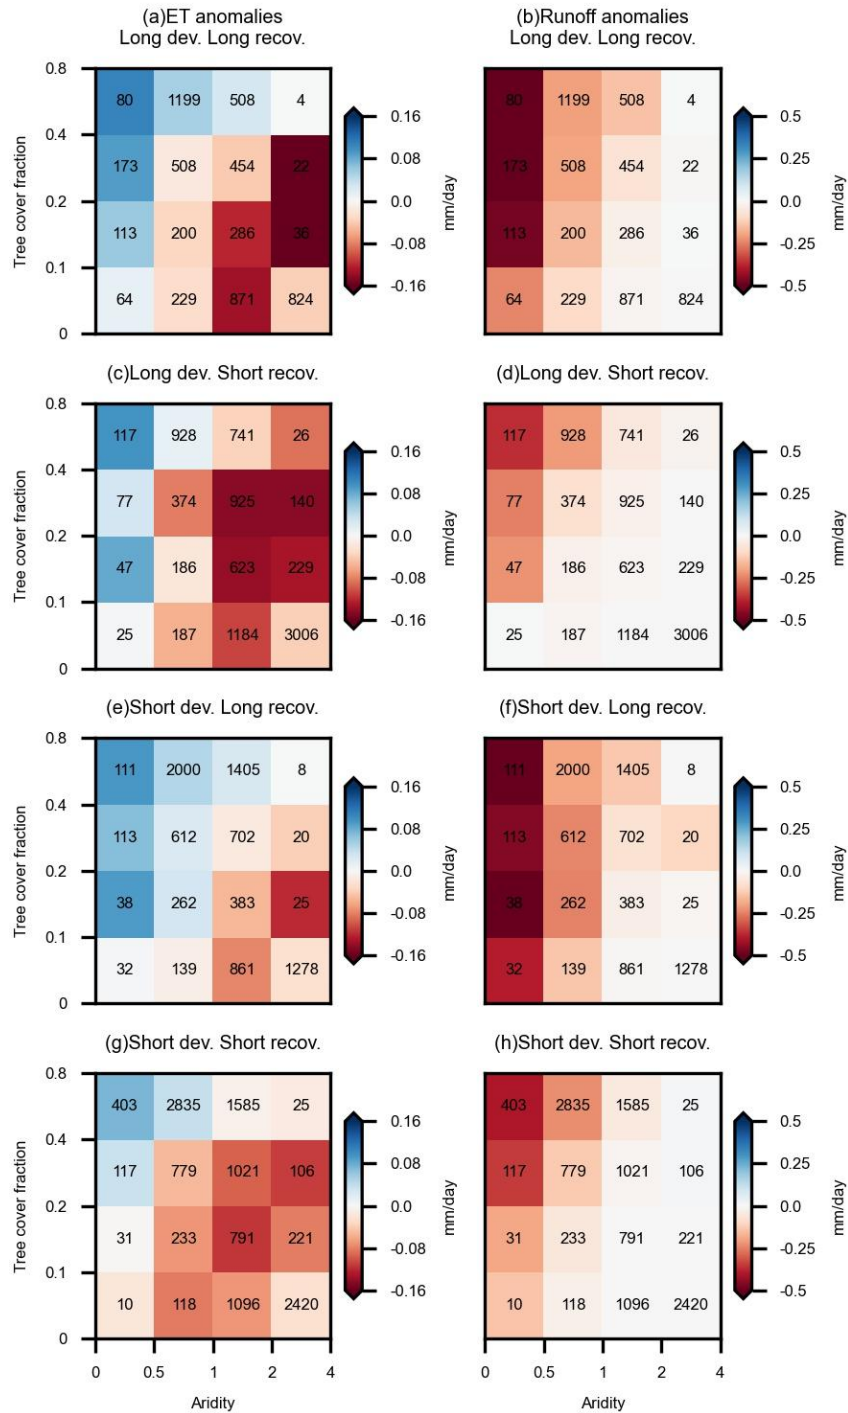 (a)ET anomalies
Long dev. Long recov.
(b)Runoff anomalies
Long dev. Long recov.
Tree cover fraction
0.8
0.4
0.2
0.1
0
80 1199 508 4
173 508 454 22
113 200 286 36
64 229 871 824
0.16
0.08
0.0
-0.08
-0.16
mm/day
80 1199 508 4
173 508 454 22
113 200 286 36
64 229 871 824
0.5
0.25
0.0
-0.25
-0.5
mm/day
(c)Long dev. Short recov.
(d)Long dev. Short recov.
Tree cover fraction
0.8
0.4
0.2
0.1
0
117 928 741 26
77 374 925 140
47 186 623 229
25 187 1184 3006
0.16
0.08
0.0
-0.08
-0.16
mm/day
117 928 741 26
77 374 925 140
47 186 623 229
25 187 1184 3006
0.5
0.25
0.0
-0.25
-0.5
mm/day
(e)Short dev. Long recov.
(f)Short dev. Long recov.
Tree cover fraction
0.8
0.4
0.2
0.1
0
111 2000 1405 8
113 612 702 20
38 262 383 25
32 139 861 1278
0.16
0.08
0.0
-0.08
-0.16
mm/day
111 2000 1405 8
113 612 702 20
38 262 383 25
32 139 861 1278
0.5
0.25
0.0
-0.25
-0.5
mm/day
(g)Short dev. Short recov.
(h)Short dev. Short recov.
Tree cover fraction
0.8
0.4
0.2
0.1
0
403 2835 1585 25
117 779 1021 106
31 233 791 221
10 118 1096 2420
0 0.5 1 2 4
Aridity
0.16
0.08
0.0
-0.08
-0.16
mm/day
403 2835 1585 25
117 779 1021 106
31 233 791 221
10 118 1096 2420
0 0.5 1 2 4
Aridity
0.5
0.25
0.0
-0.25
-0.5
mm/day